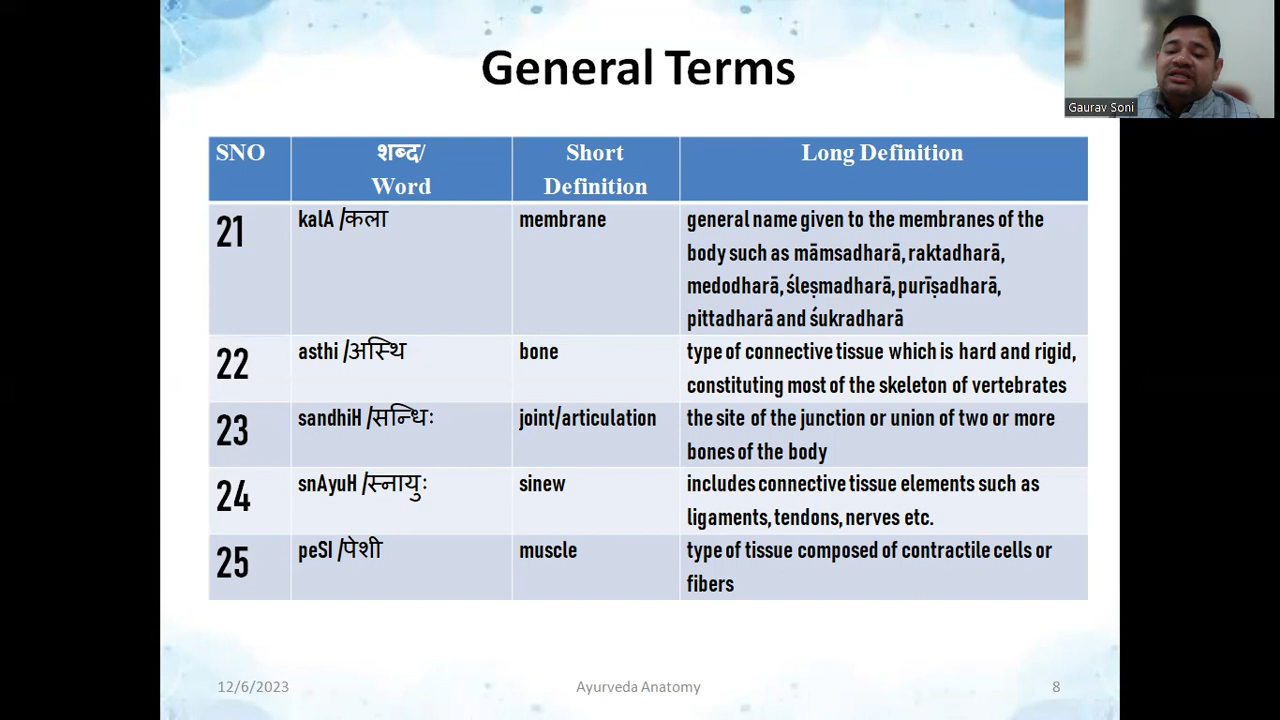 General Terms
Gaurav Soni
SNO
शब्द/
Word
Short
Definition
Long Definition
21
kalA /कला
membrane
general name given to the membranes of the
body such as māmsadharā, raktadharā,
medodharā, śleṣmadharā, purīṣadharā,
pittadharā and śukradharā
22
asthi /अस्थि
bone
type of connective tissue which is hard and rigid,
constituting most of the skeleton of vertebrates
23
sandhiH /सन्धिः
joint/articulation
the site of the junction or union of two or more
bones of the body
24
snAyuH /स्नायुः
sinew
includes connective tissue elements such as
ligaments, tendons, nerves etc.
25
peSI /पेशी
muscle
type of tissue composed of contractile cells or
fibers
12/6/2023
Ayurveda Anatomy
8